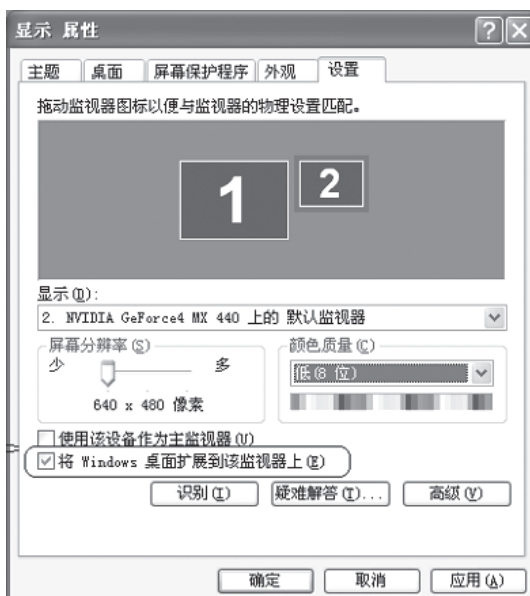 显示 属性
主题 桌面 屏幕保护程序 外观 设置
拖动监视器图标以便与监视器的物理设置匹配。
1 2
显示(D):
2. NVIDIA GeForce4 MX 440 上的 默认监视器
屏幕分辨率(S) 颜色质量(C)
少 多 低(8 位)
640 x 480 像素
使用该设备作为主监视器(U)
将 Windows 桌面扩展到该监视器上(E)
识别(I) 疑难解答(T)... 高级(V)
确定 取消 应用(A)